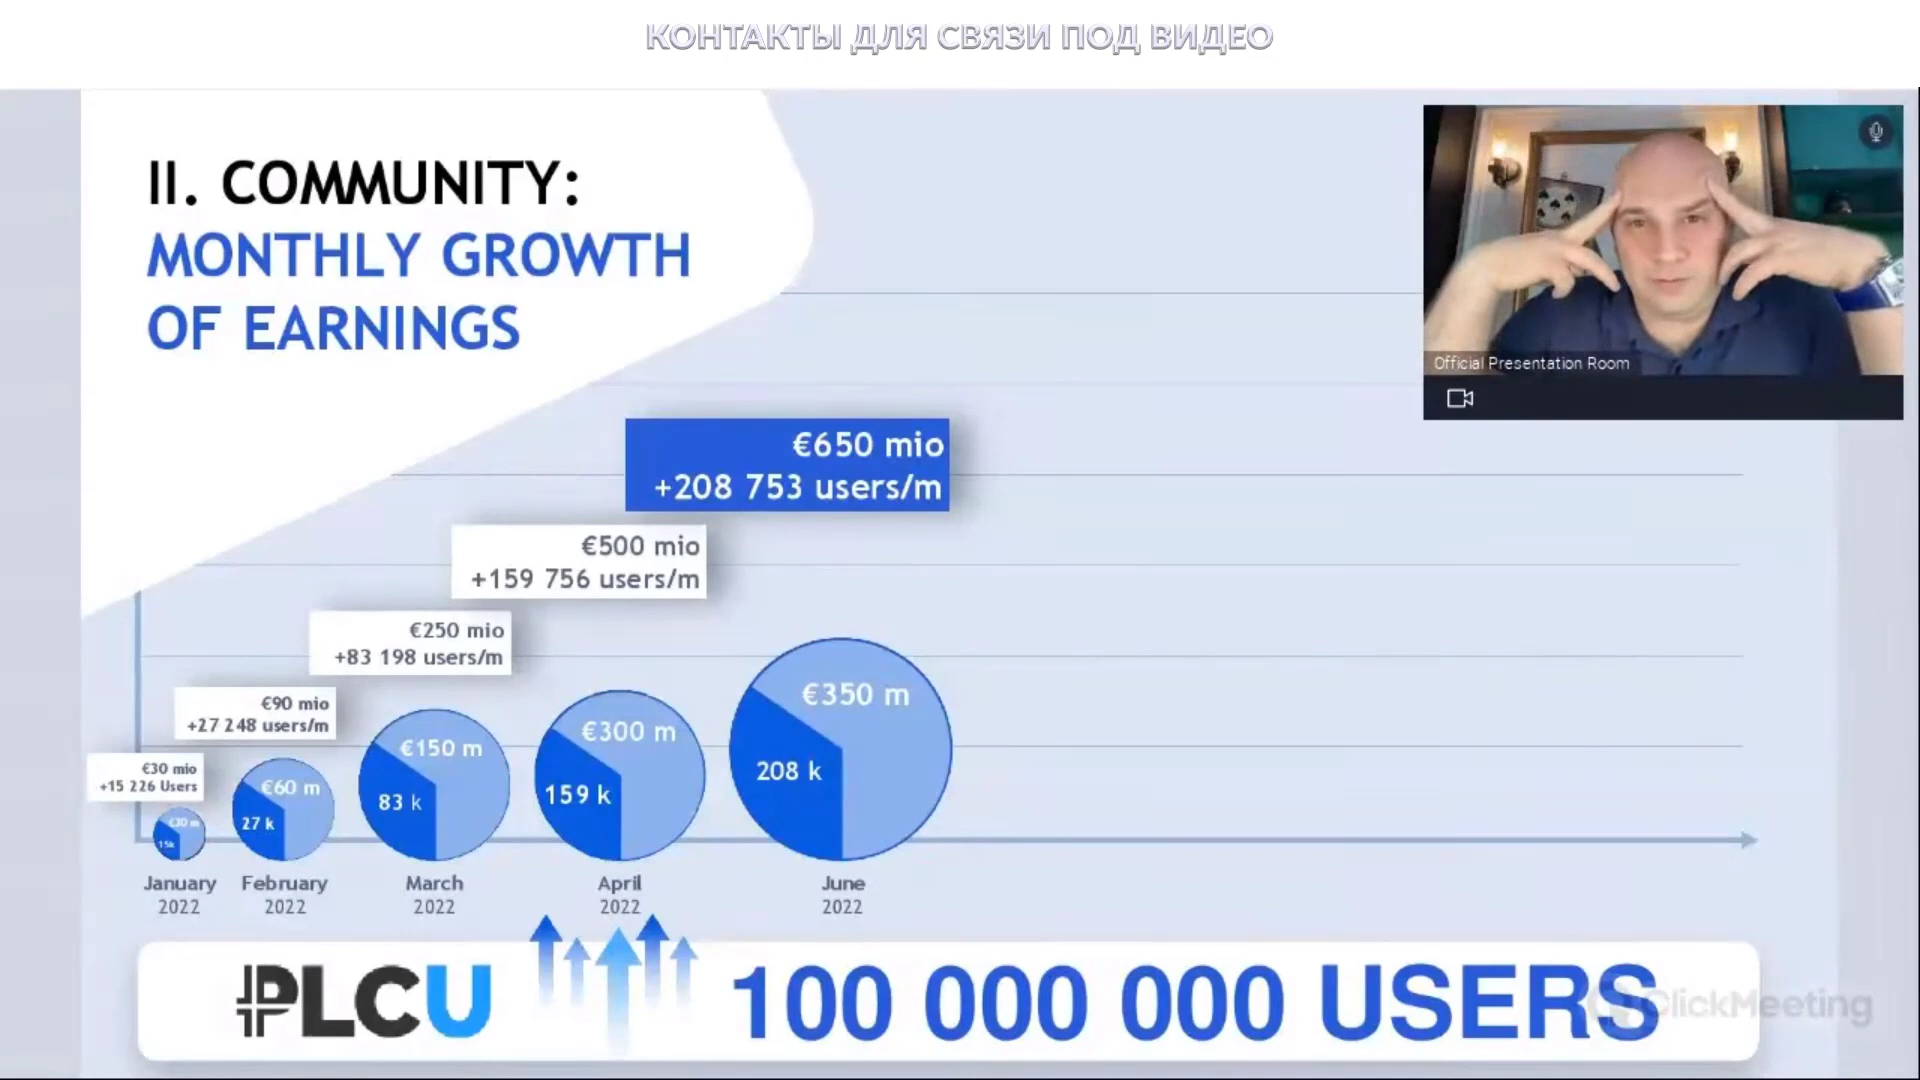 КОНТАКТЫ ДЛЯ СВЯЗИ ПОД ВИДЕО
II. COMMUNITY:
MONTHLY GROWTH
OF EARNINGS
Official Presentation Room
€650 mio
+208 753 users/m
€500 mio
+159 756 users/m
€250 mio
+83 198 users/m
€90 mio
+27 248 users/m
€30 mio
+15 226 Users
€30 m
15k
€60 m
27 k
€150 m
83 k
€300 m
159 k
€350 m
208 k
January
2022
February
2022
March
2022
April
2022
June
2022
PLCU
100 000 000 USERS
ClickMeeting